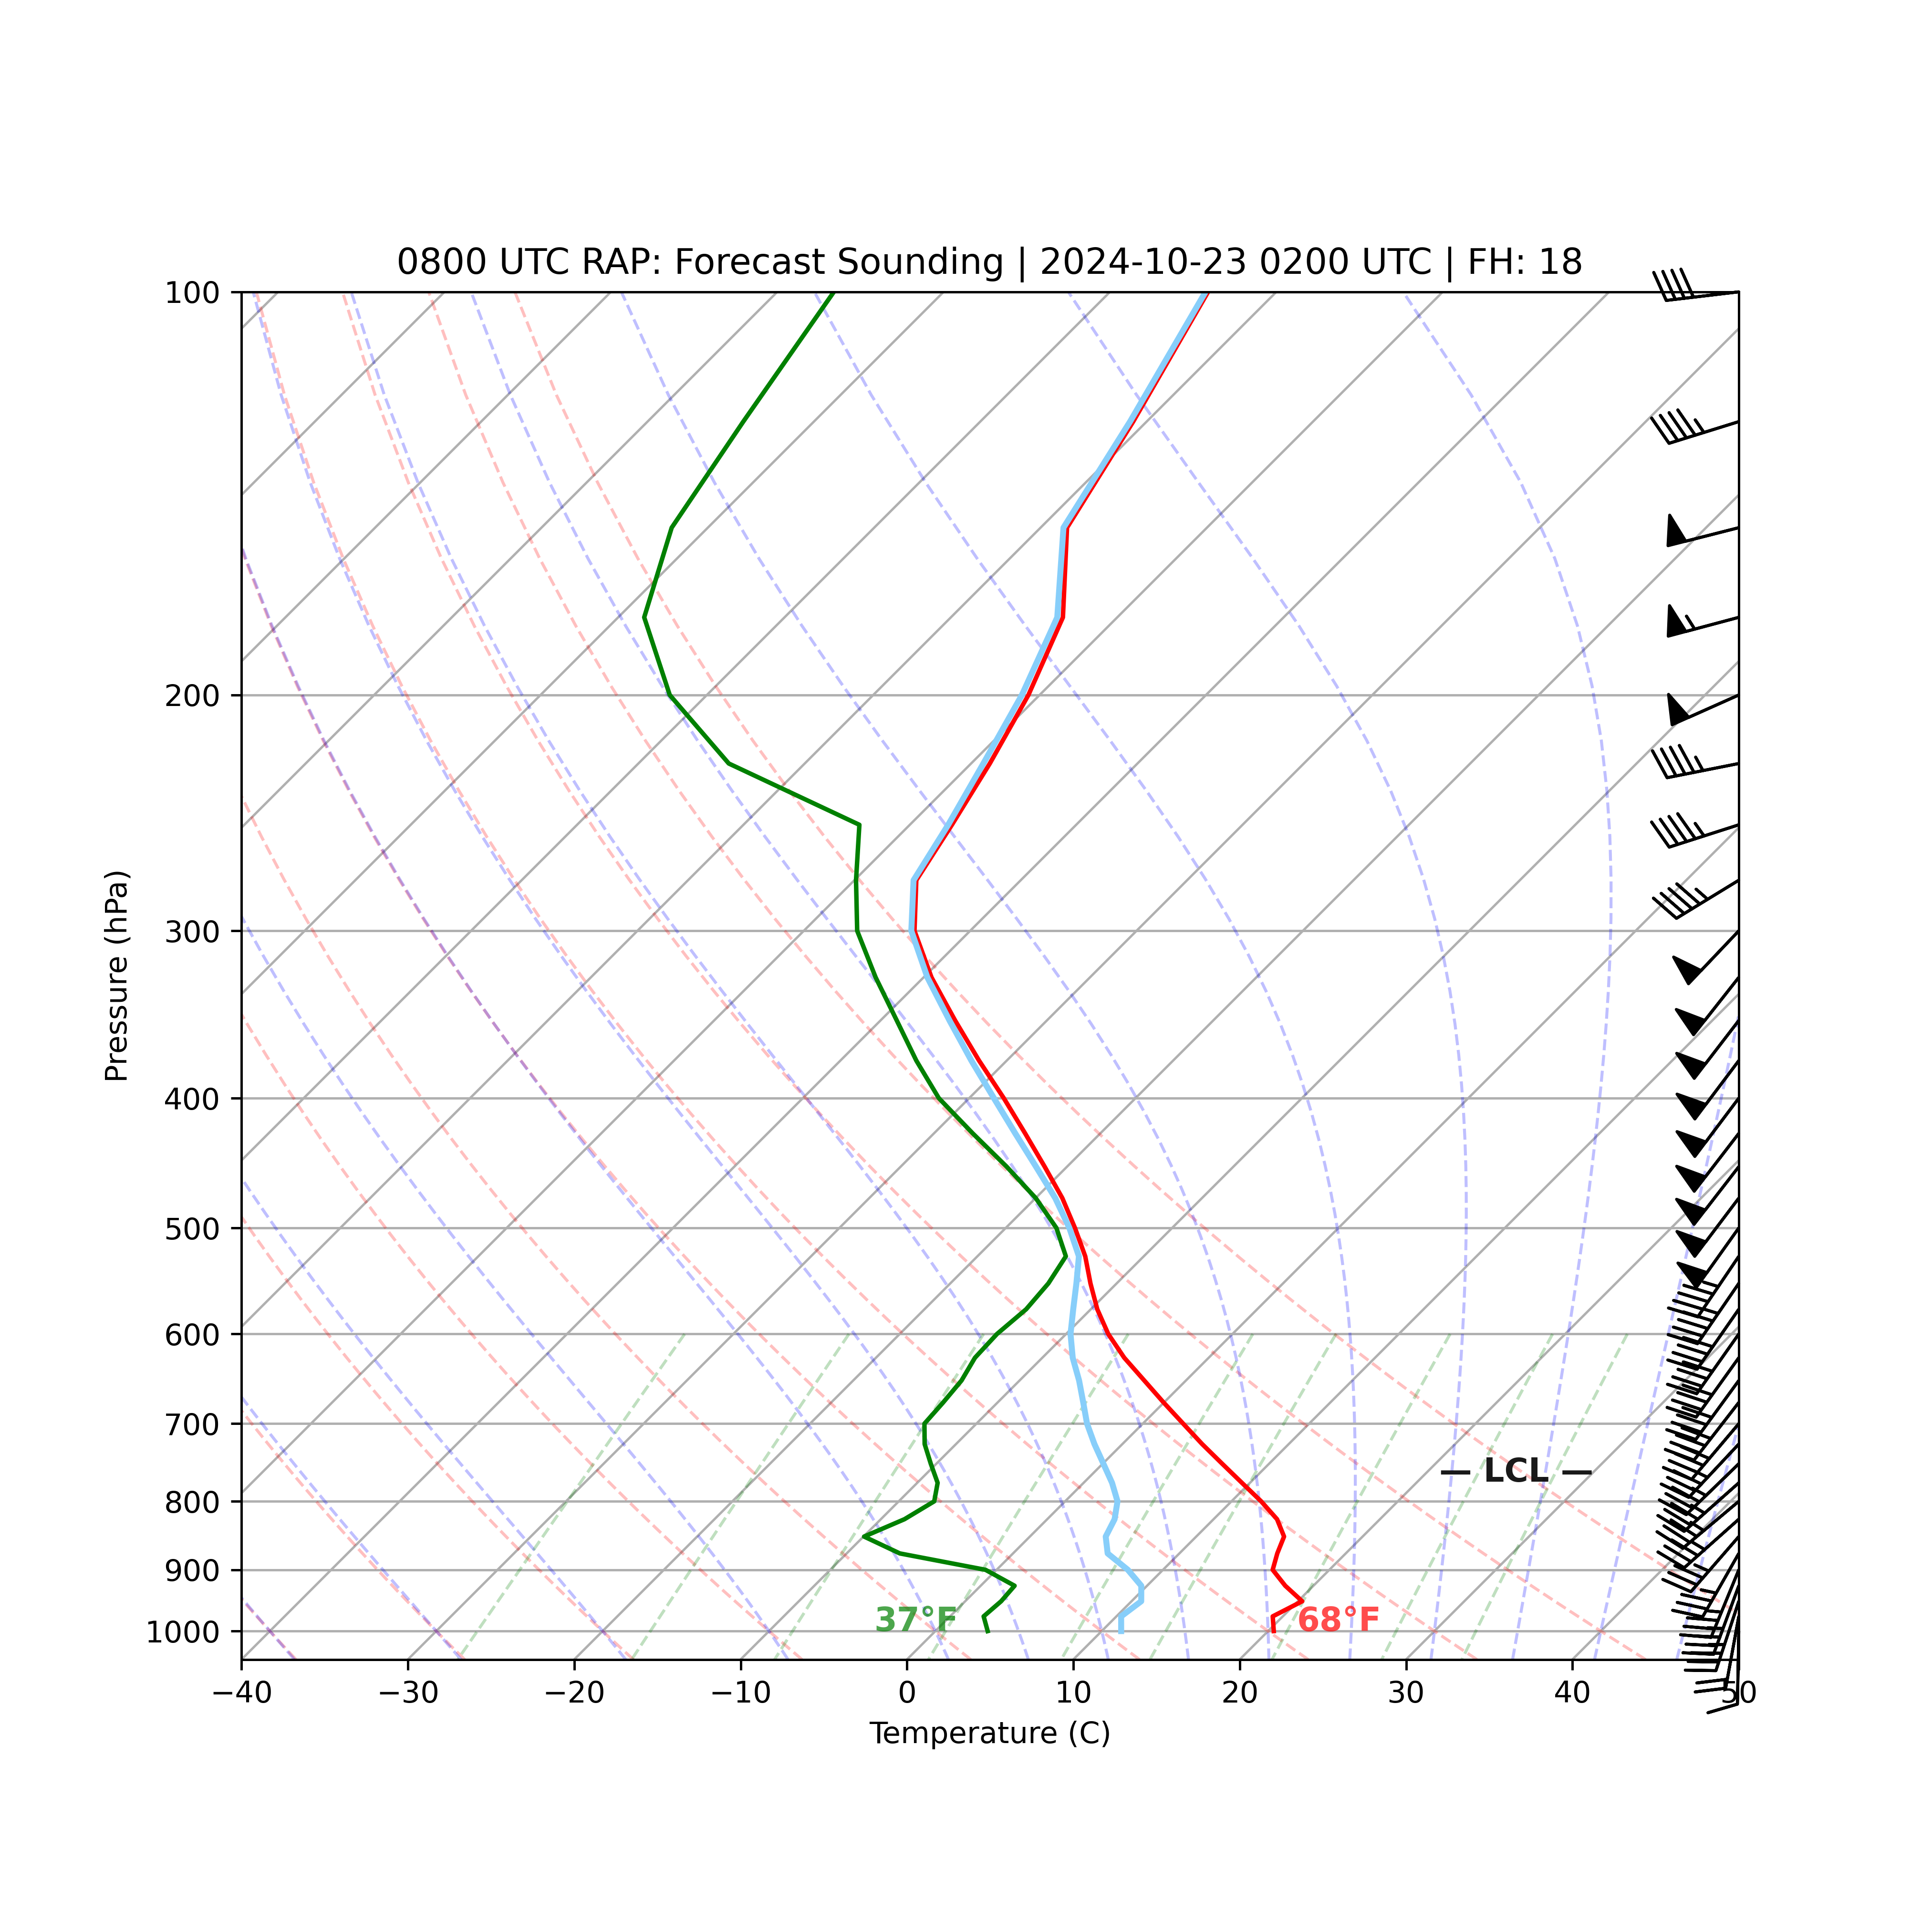 0800 UTC RAP: Forecast Sounding | 2024-10-23 0200 UTC | FH: 18
100
200
300
400
500
600
700
800
900
1000
Pressure (hPa)
— LCL —
37°F
68°F
−40 −30 −20 −10 0 10 20 30 40 50
Temperature (C)